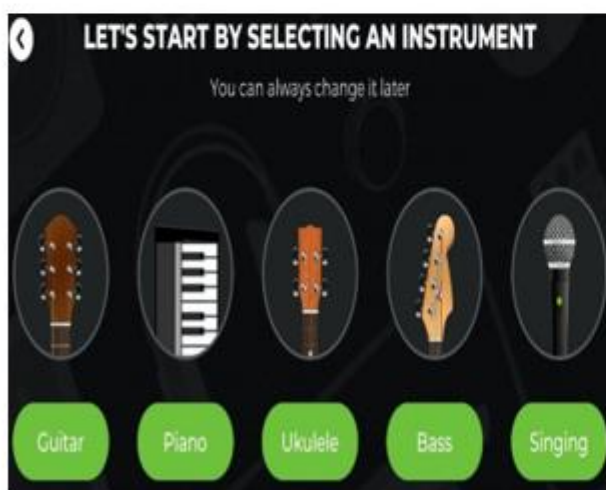 LET'S START BY SELECTING AN INSTRUMENT
You can always change it later
Guitar
Piano
Ukulele
Bass
Singing